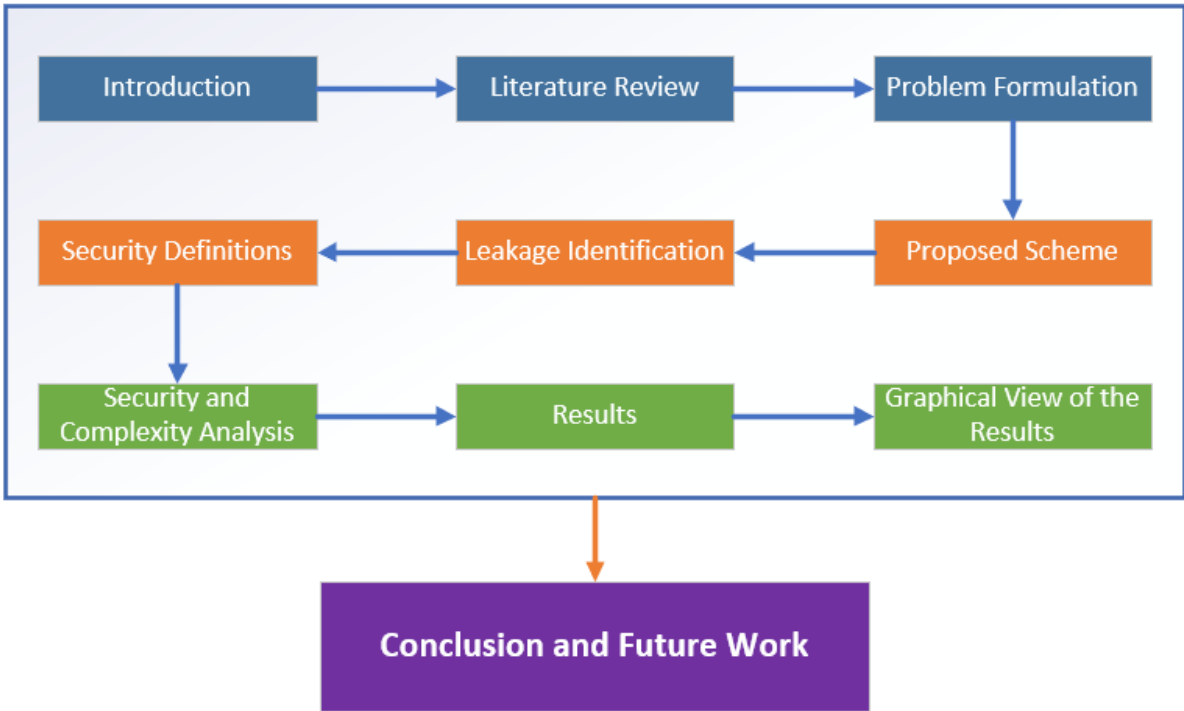 Introduction
Literature Review
Problem Formulation
Proposed Scheme
Leakage Identification
Security Definitions
Security and
Complexity Analysis
Results
Graphical View of the
Results
Conclusion and Future Work